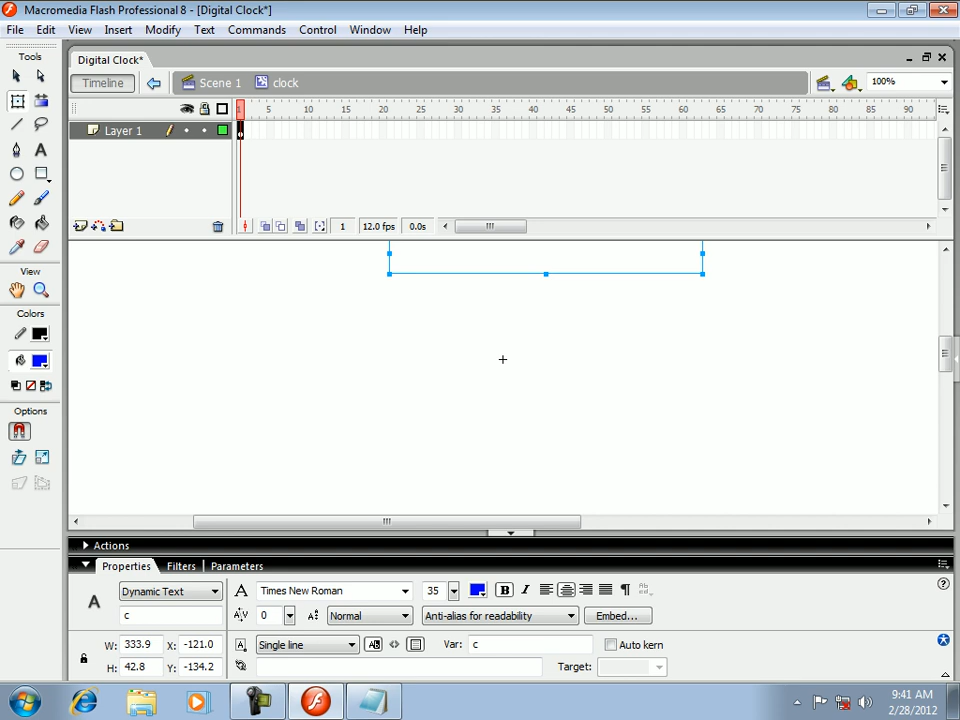 Macromedia Flash Professional 8 - [Digital Clock*]
File Edit View Insert Modify Text Commands Control Window Help
Tools
Digital Clock*
Timeline Scene 1 clock 100%
1 5 10 15 20 25 30 35 40 45 50 55 60 65 70 75 80 85 90
Layer 1
1 12.0 fps 0.0s
View
Colors
Options
Actions
Properties Filters Parameters
A Dynamic Text A Times New Roman 35 B I
c A/V 0 Normal Anti-alias for readability Embed...
W: 333.9 X: -121.0 Single line Var: c Auto kern
H: 42.8 Y: -134.2 Target:
9:41 AM
2/28/2012